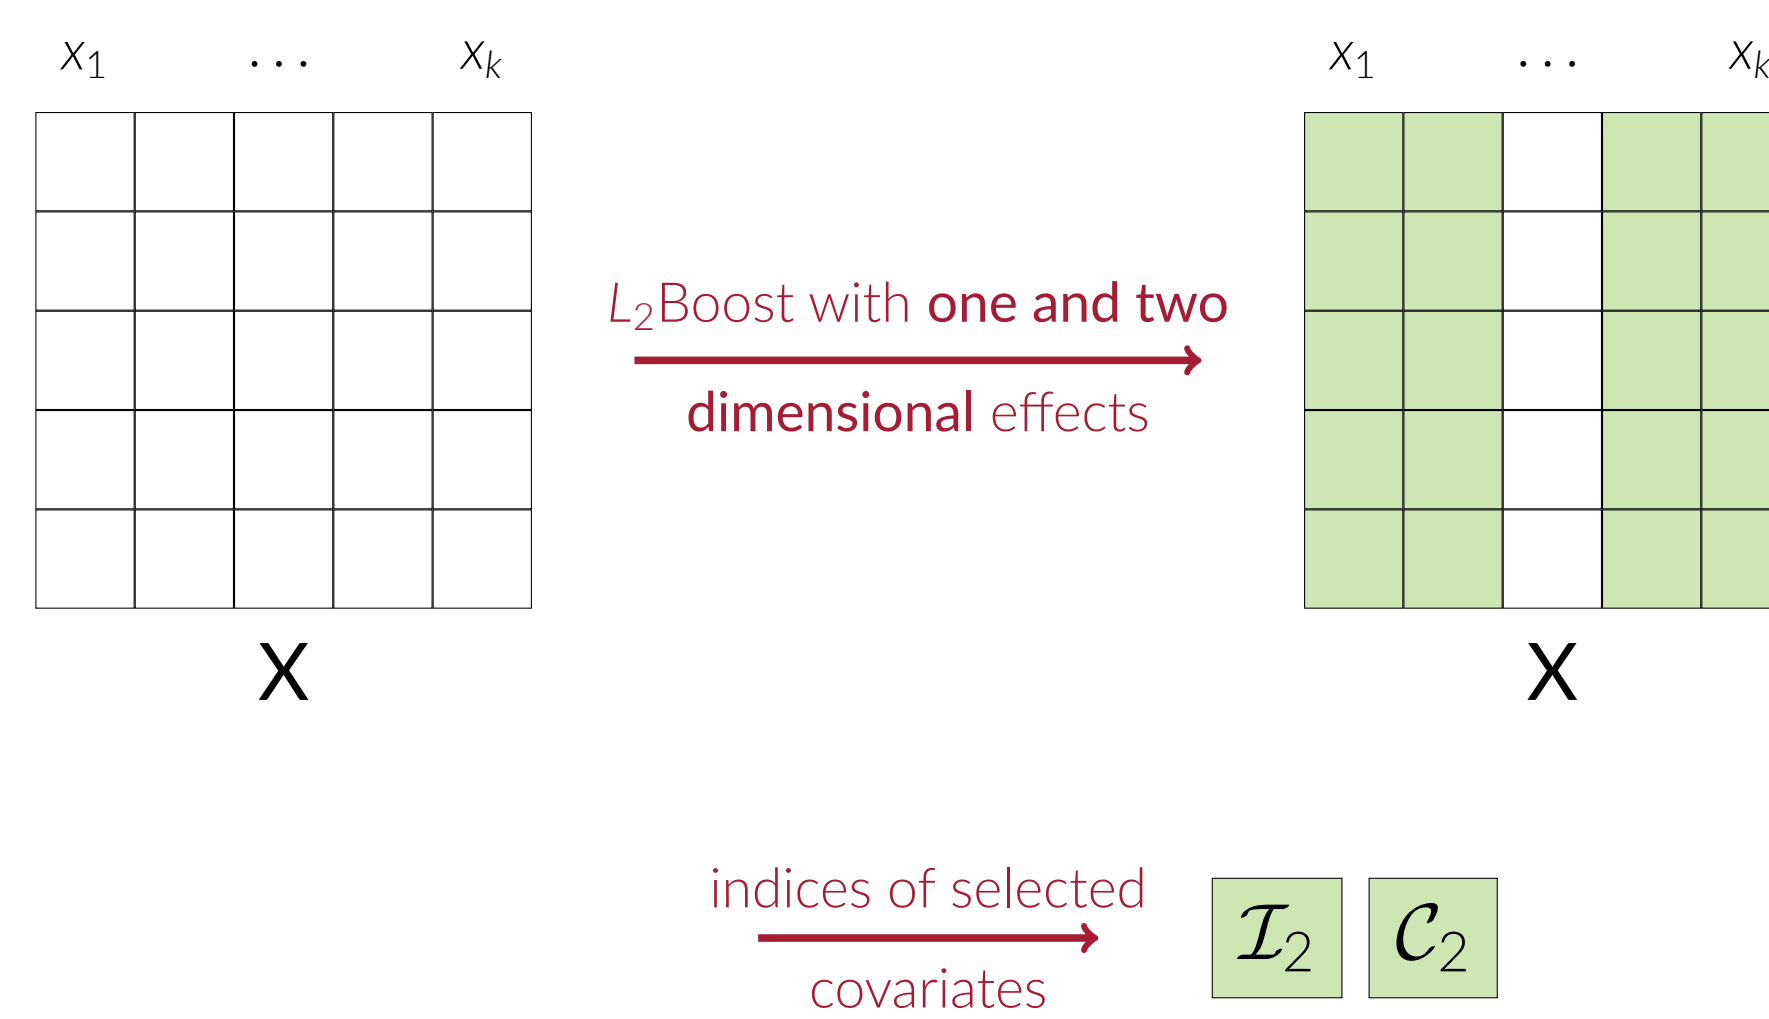 x₁ ... xₖ x₁ ... xₖ
L₂Boost with one and two
dimensional effects
X X
indices of selected
covariates
ℐ₂ 𝒞₂